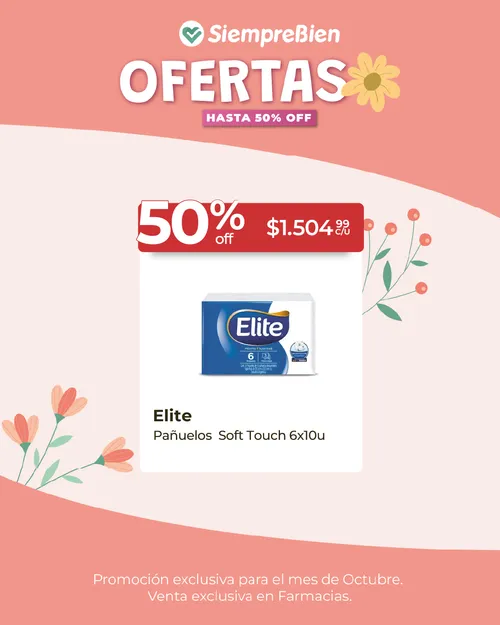 SiempreBien
OFERTAS
HASTA 50% OFF
50% off
$1.504,99 c/u
Elite
6
Elite
Pañuelos Soft Touch 6x10u
Promoción exclusiva para el mes de Octubre.
Venta exclusiva en Farmacias.